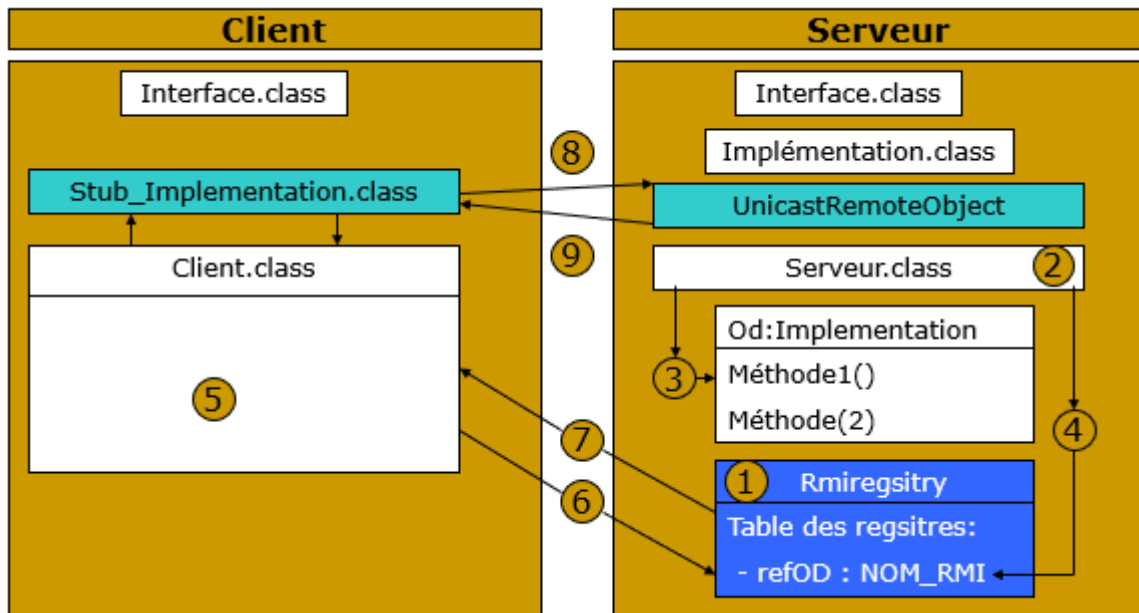 Client
Interface.class
Stub_Implementation.class
Client.class
5
8
9
7
6
Serveur
Interface.class
Implémentation.class
UnicastRemoteObject
Serveur.class
2
Od:Implementation
3
Méthode1()
Méthode(2)
4
1
Rmiregsitry
Table des regsitres:
- refOD : NOM_RMI